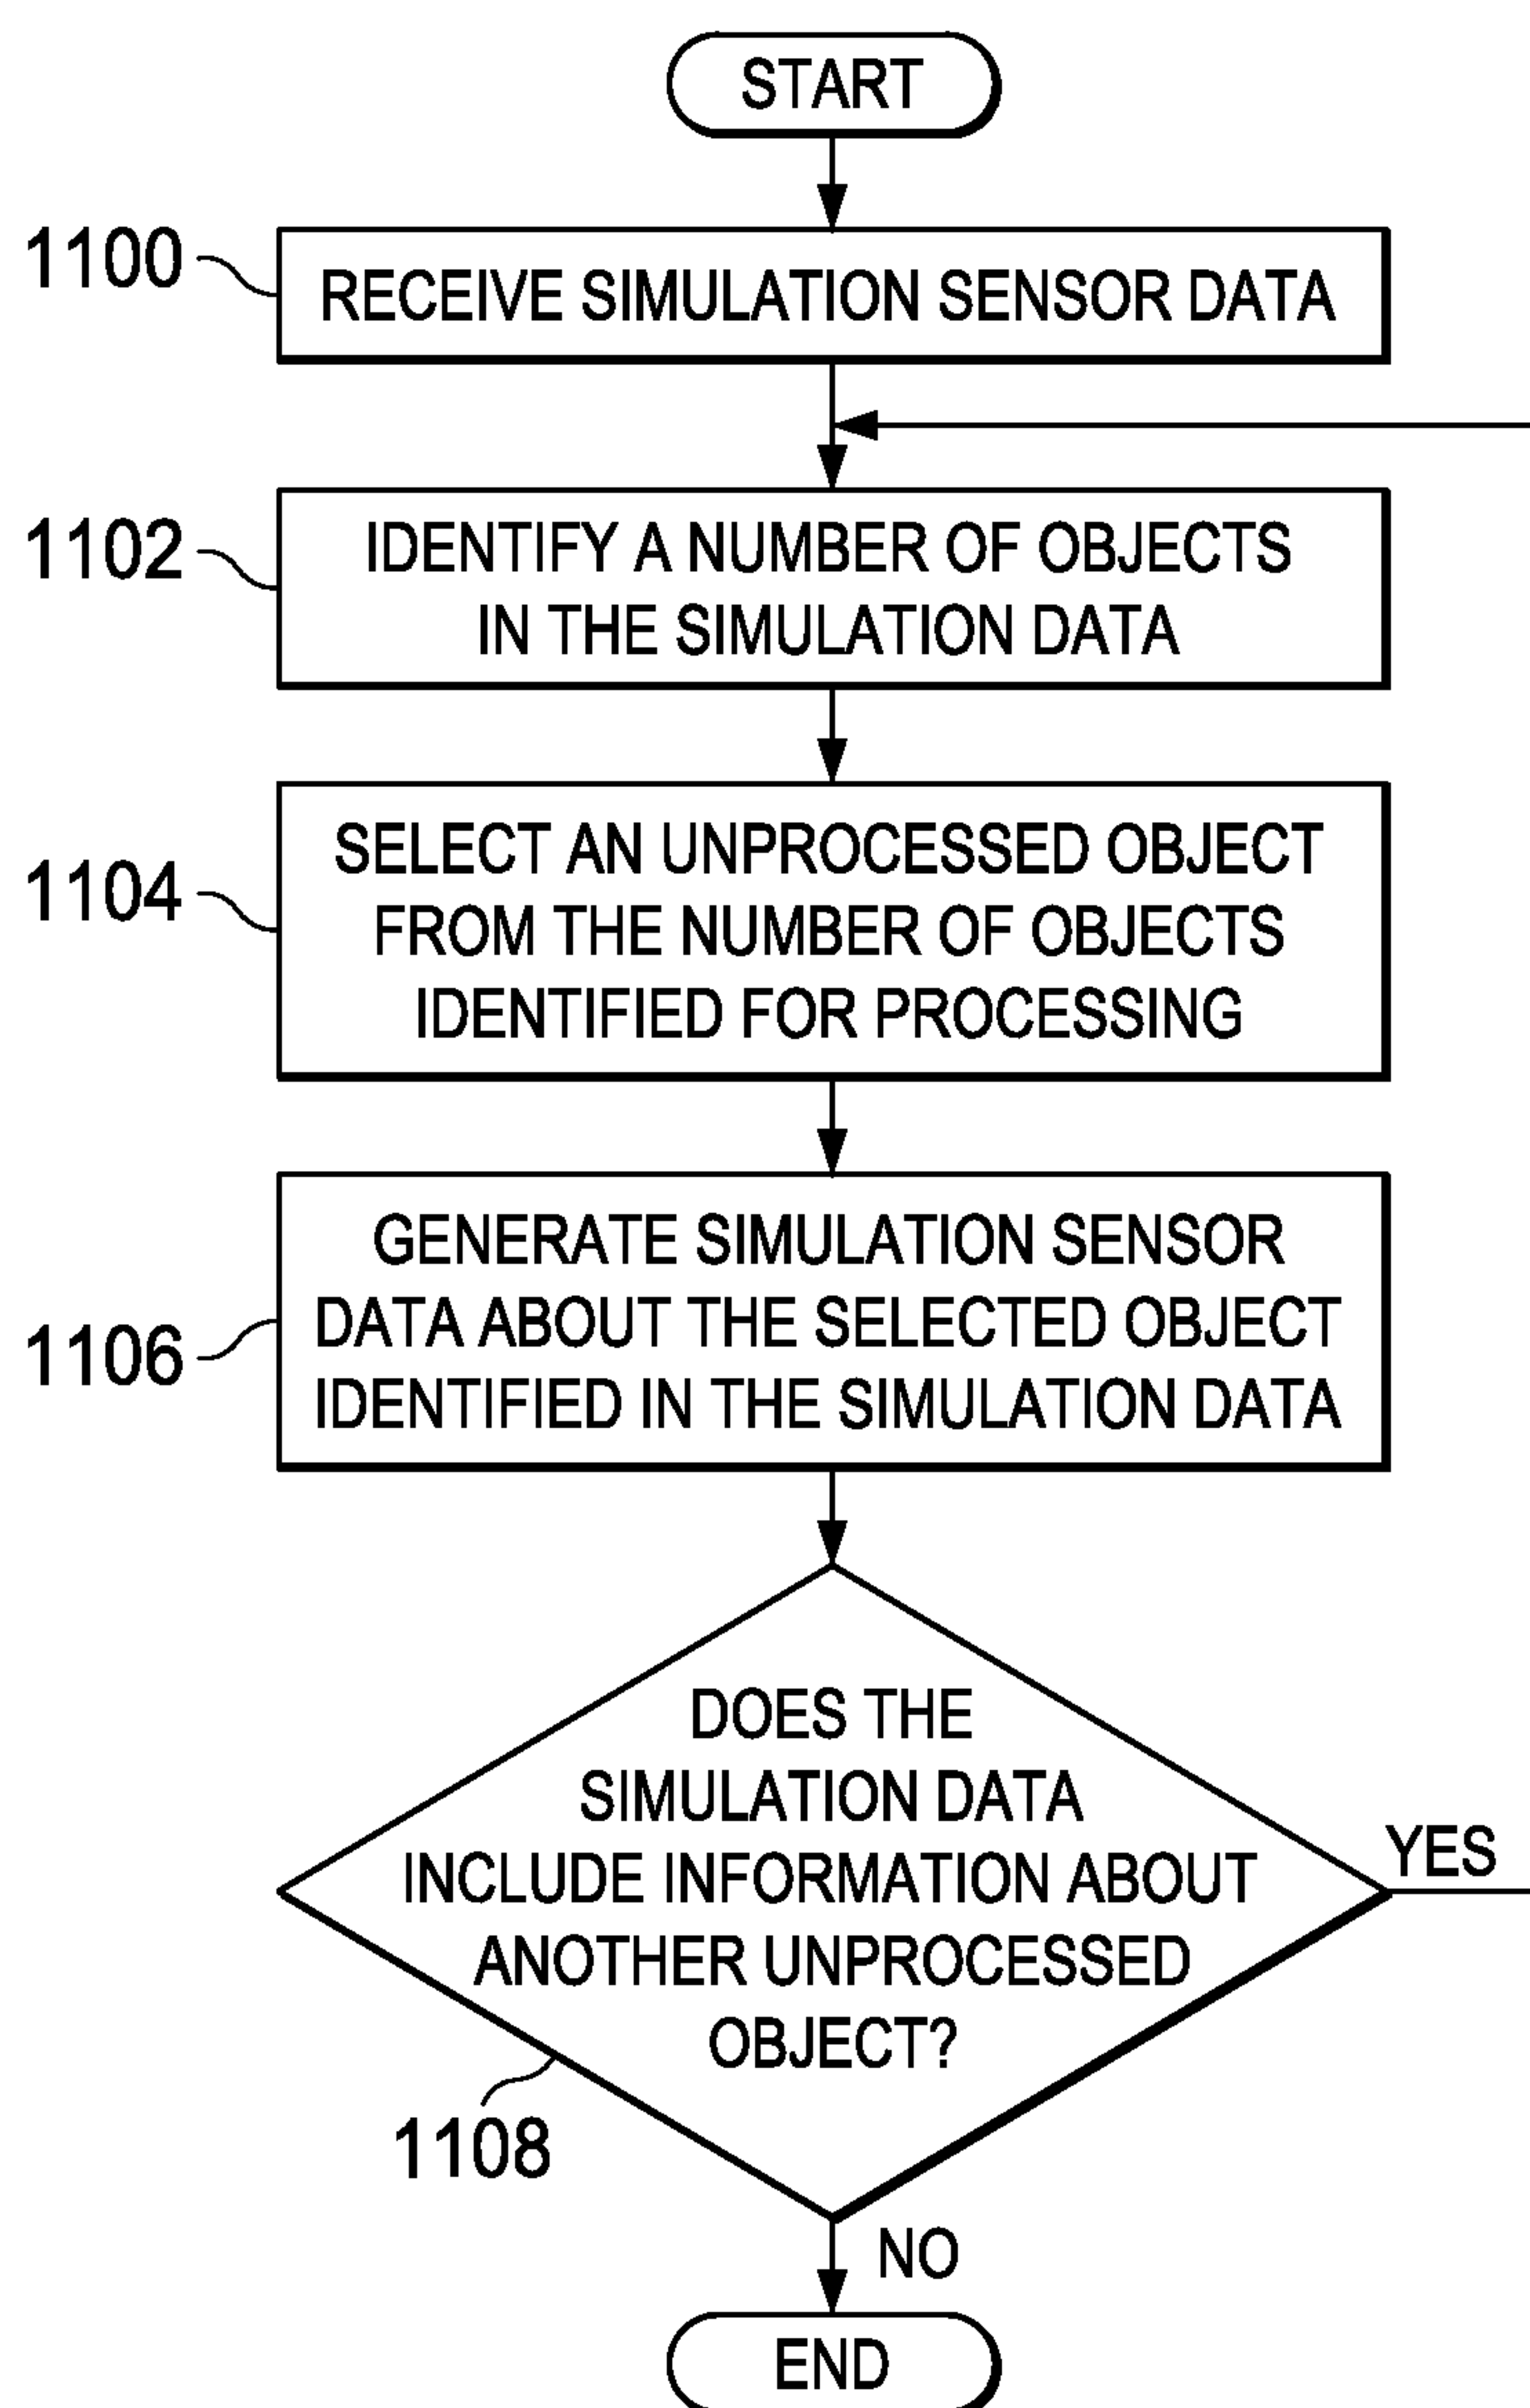 START
1100
RECEIVE SIMULATION SENSOR DATA
1102
IDENTIFY A NUMBER OF OBJECTS
IN THE SIMULATION DATA
1104
SELECT AN UNPROCESSED OBJECT
FROM THE NUMBER OF OBJECTS
IDENTIFIED FOR PROCESSING
1106
GENERATE SIMULATION SENSOR
DATA ABOUT THE SELECTED OBJECT
IDENTIFIED IN THE SIMULATION DATA
DOES THE
SIMULATION DATA
INCLUDE INFORMATION ABOUT
ANOTHER UNPROCESSED
OBJECT?
YES
1108
NO
END